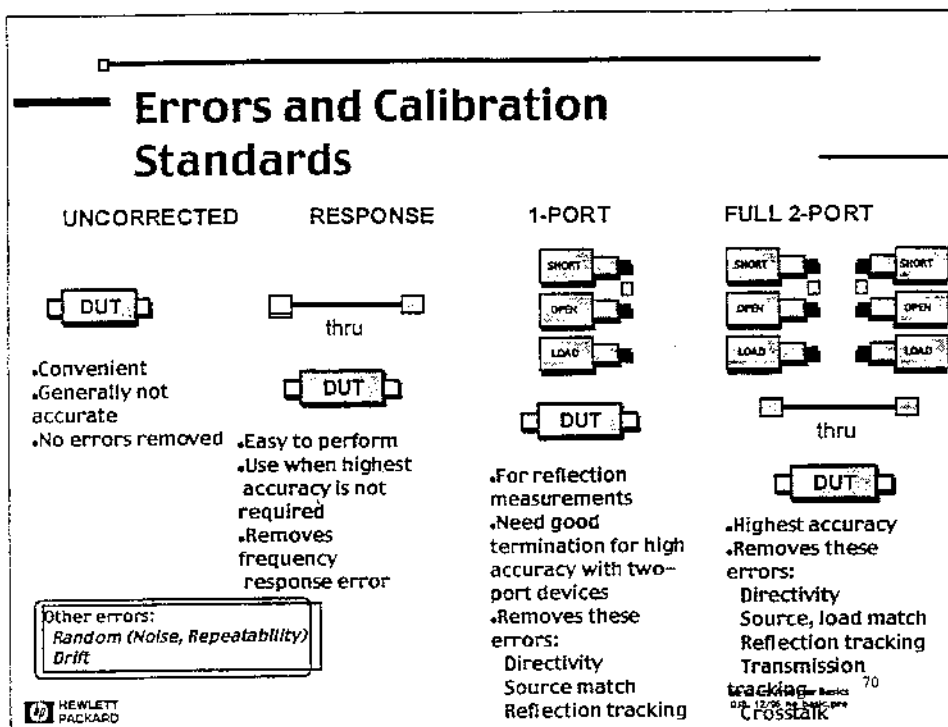 Errors and Calibration
Standards
UNCORRECTED
DUT
•Convenient
•Generally not
accurate
•No errors removed
RESPONSE
thru
DUT
•Easy to perform
•Use when highest
accuracy is not
required
•Removes
frequency
response error
1-PORT
SHORT
OPEN
LOAD
DUT
•For reflection
measurements
•Need good
termination for high
accuracy with two-
port devices
•Removes these
errors:
Directivity
Source match
Reflection tracking
FULL 2-PORT
SHORT
SHORT
OPEN
OPEN
LOAD
LOAD
thru
DUT
•Highest accuracy
•Removes these
errors:
Directivity
Source, load match
Reflection tracking
Transmission
tracking
Crosstalk
Other errors:
Random (Noise, Repeatability)
Drift
hp HEWLETT
PACKARD
Basics
70